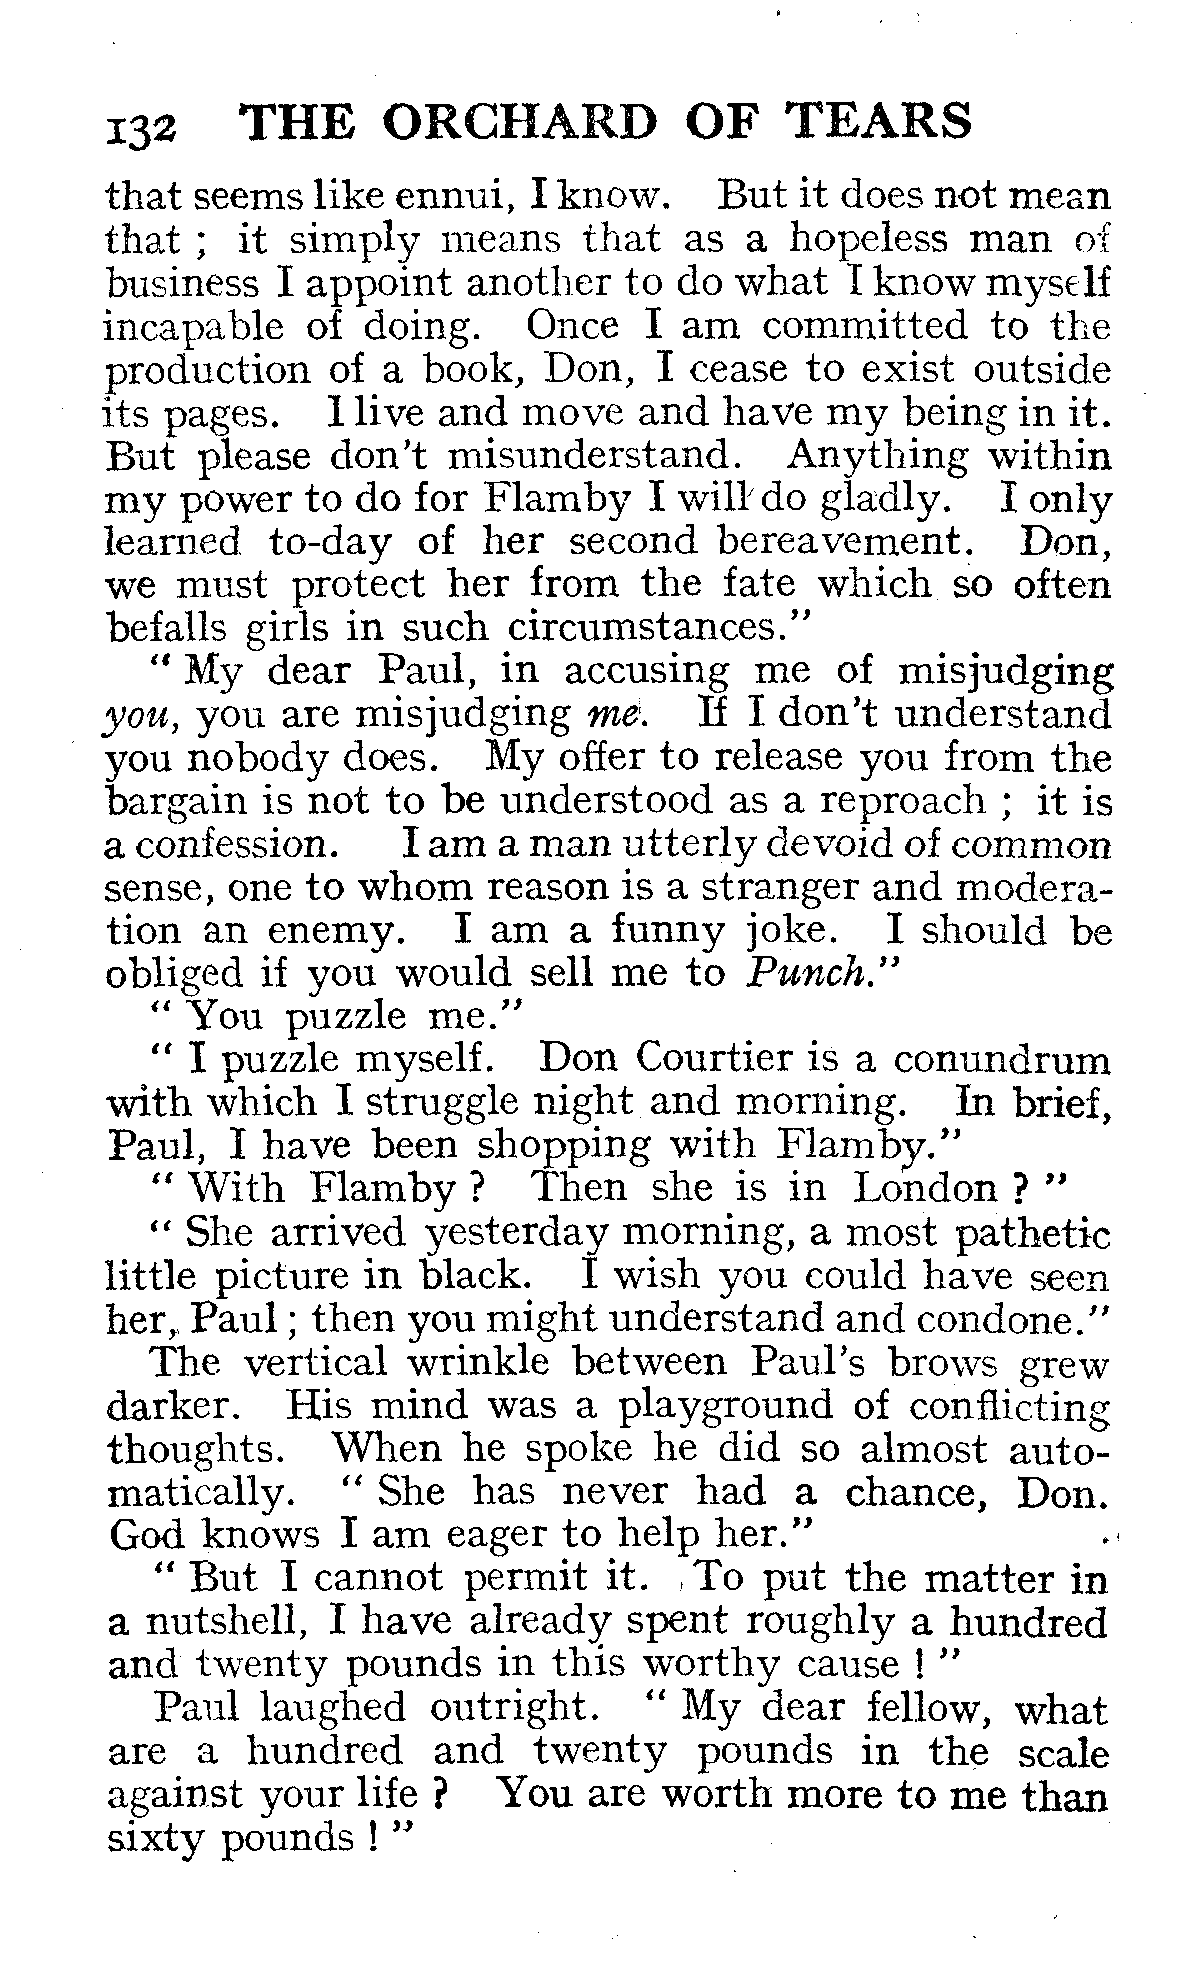 132 THE ORCHARD OF TEARS
that seems like ennui, I know. But it does not mean
that ; it simply means that as a hopeless man of
business I appoint another to do what I know myself
incapable of doing. Once I am committed to the
production of a book, Don, I cease to exist outside
its pages. I live and move and have my being in it.
But please don't misunderstand. Anything within
my power to do for Flamby I will do gladly. I only
learned to-day of her second bereavement. Don,
we must protect her from the fate which so often
befalls girls in such circumstances."
" My dear Paul, in accusing me of misjudging
you, you are misjudging me. If I don't understand
you nobody does. My offer to release you from the
bargain is not to be understood as a reproach ; it is
a confession. I am a man utterly devoid of common
sense, one to whom reason is a stranger and modera-
tion an enemy. I am a funny joke. I should be
obliged if you would sell me to Punch."
" You puzzle me."
" I puzzle myself. Don Courtier is a conundrum
with which I struggle night and morning. In brief,
Paul, I have been shopping with Flamby."
" With Flamby ? Then she is in London ? "
" She arrived yesterday morning, a most pathetic
little picture in black. I wish you could have seen
her, Paul ; then you might understand and condone."
The vertical wrinkle between Paul's brows grew
darker. His mind was a playground of conflicting
thoughts. When he spoke he did so almost auto-
matically. " She has never had a chance, Don.
God knows I am eager to help her."
" But I cannot permit it. To put the matter in
a nutshell, I have already spent roughly a hundred
and twenty pounds in this worthy cause ! "
Paul laughed outright. " My dear fellow, what
are a hundred and twenty pounds in the scale
against your life ? You are worth more to me than
sixty pounds ! "